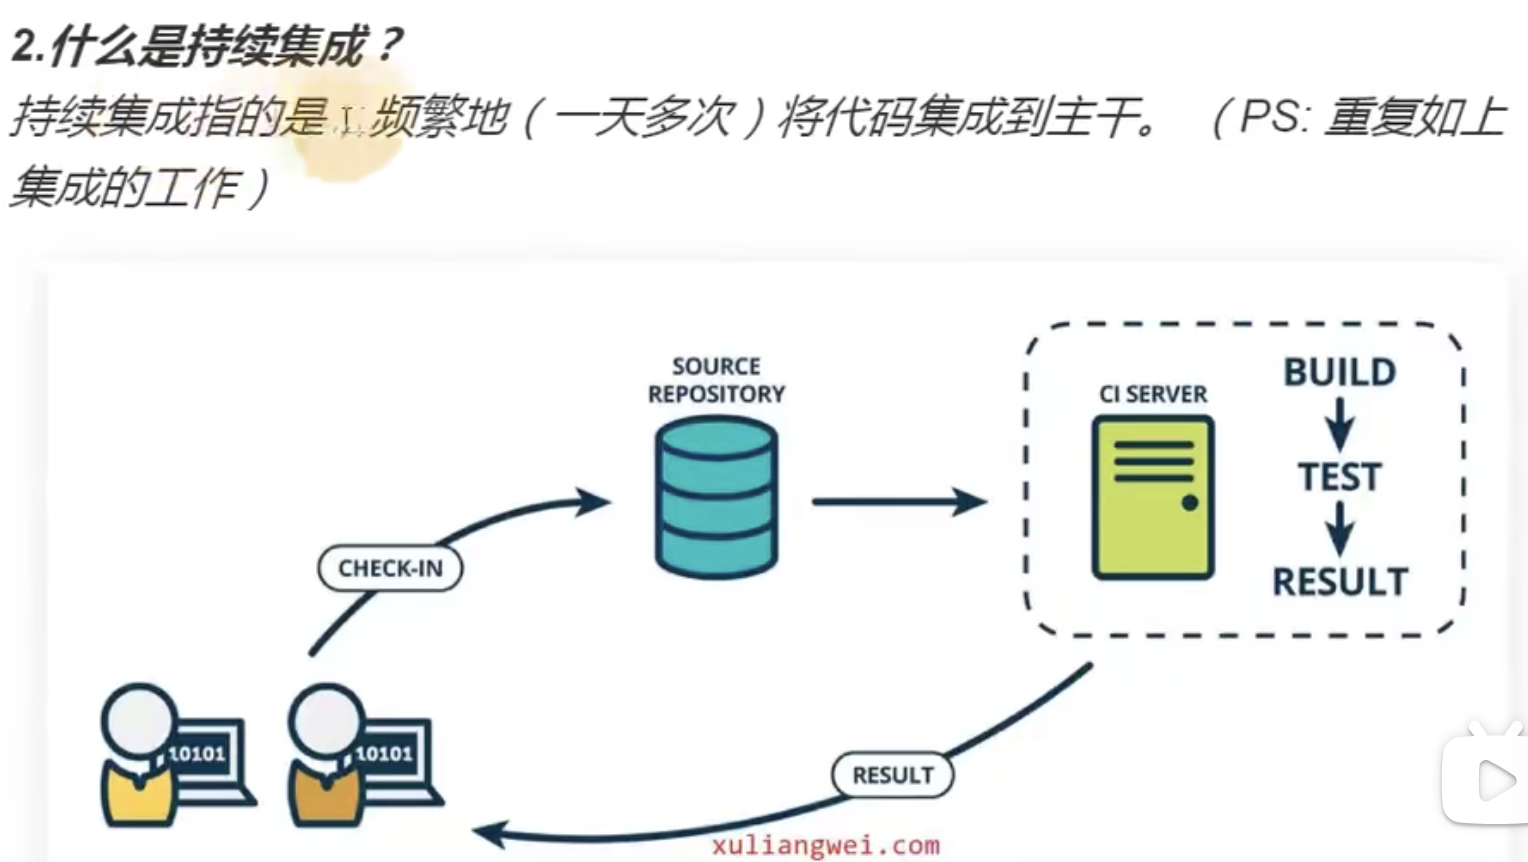 2.什么是持续集成？
持续集成指的是 频繁地（一天多次）将代码集成到主干。 （PS: 重复如上
集成的工作）
SOURCE
REPOSITORY
CI SERVER
BUILD
TEST
RESULT
CHECK-IN
10101
10101
RESULT
xuliangwei.com